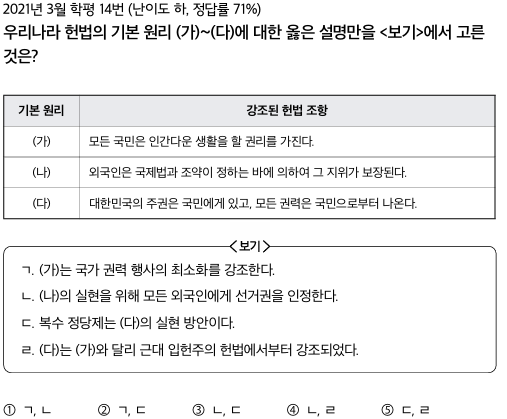 2021년 3월 학평 14번 (난이도 하, 정답률 71%)
우리나라 헌법의 기본 원리 (가)~(다)에 대한 옳은 설명만을 <보기>에서 고른
것은?
기본 원리 강조된 헌법 조항
(가) 모든 국민은 인간다운 생활을 할 권리를 가진다.
(나) 외국인은 국제법과 조약이 정하는 바에 의하여 그 지위가 보장된다.
(다) 대한민국의 주권은 국민에게 있고, 모든 권력은 국민으로부터 나온다.
<보기>
ㄱ. (가)는 국가 권력 행사의 최소화를 강조한다.
ㄴ. (나)의 실현을 위해 모든 외국인에게 선거권을 인정한다.
ㄷ. 복수 정당제는 (다)의 실현 방안이다.
ㄹ. (다)는 (가)와 달리 근대 입헌주의 헌법에서부터 강조되었다.
① ㄱ, ㄴ ② ㄱ, ㄷ ③ ㄴ, ㄷ ④ ㄴ, ㄹ ⑤ ㄷ, ㄹ